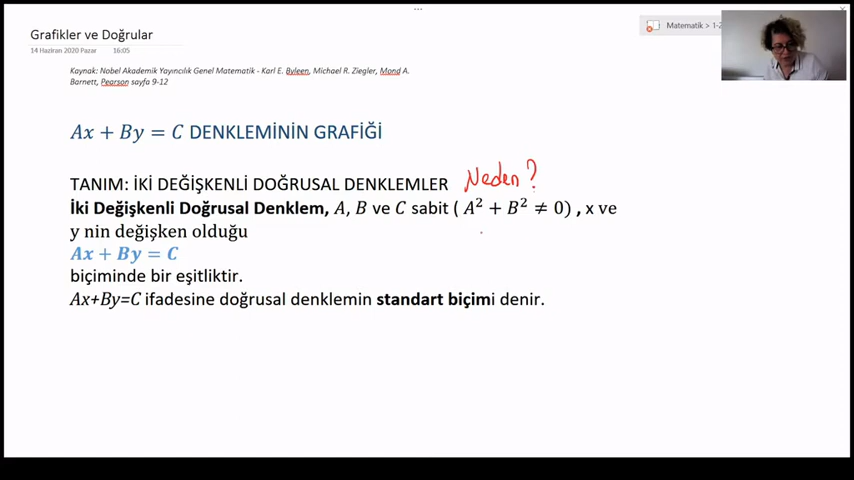 Grafikler ve Doğrular
14 Haziran 2020 Pazar 16:05
Matematik > 1-2
Kaynak: Nobel Akademik Yayıncılık Genel Matematik - Karl E. Byleen, Michael R. Ziegler, Mond A.
Barnett, Pearson sayfa 9-12
Ax + By = C DENKLEMİNİN GRAFİĞİ
TANIM: İKİ DEĞİŞKENLİ DOĞRUSAL DENKLEMLER Neden?
İki Değişkenli Doğrusal Denklem, A, B ve C sabit ( A² + B² ≠ 0) , x ve
y nin değişken olduğu
Ax + By = C
biçiminde bir eşitliktir.
Ax+By=C ifadesine doğrusal denklemin standart biçimi denir.